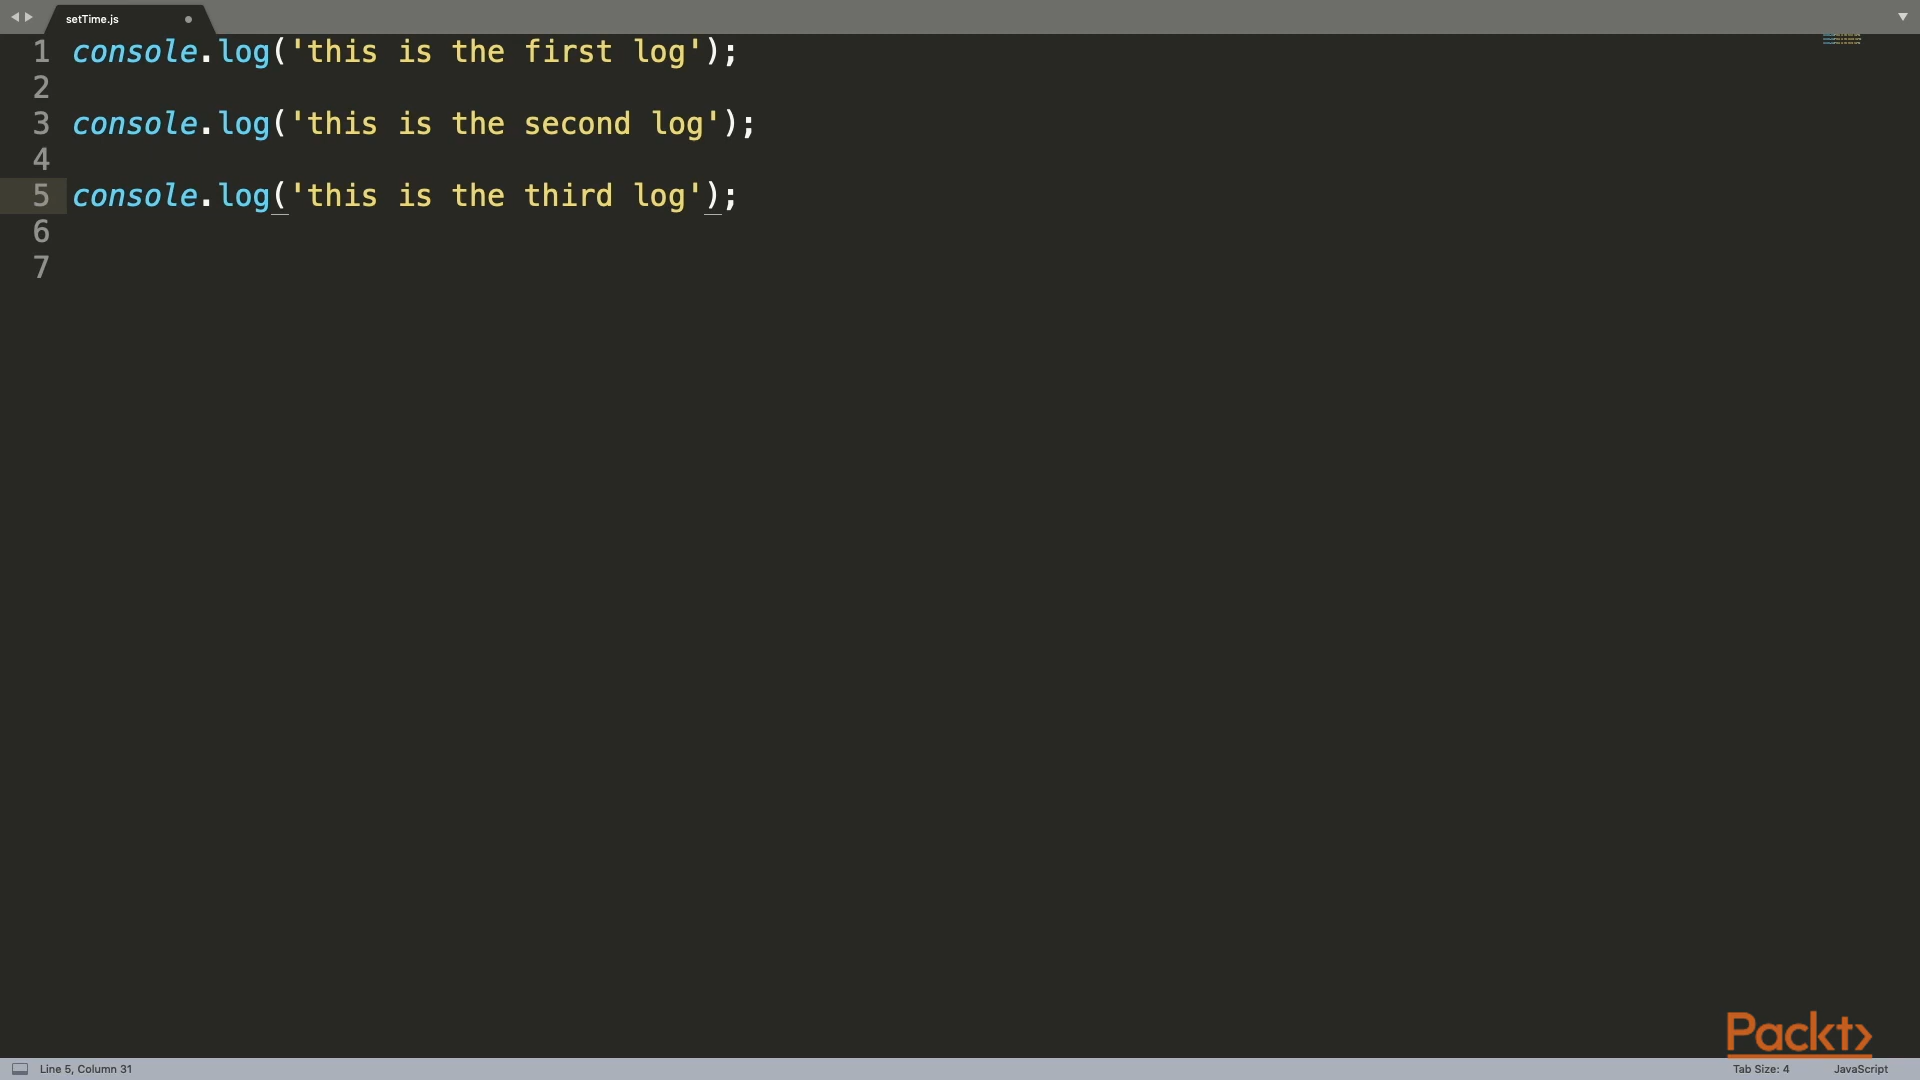 setTime.js
1 console.log('this is the first log');
2
3 console.log('this is the second log');
4
5 console.log('this is the third log');
6
7
Packt>
Line 5, Column 31 Tab Size: 4 JavaScript